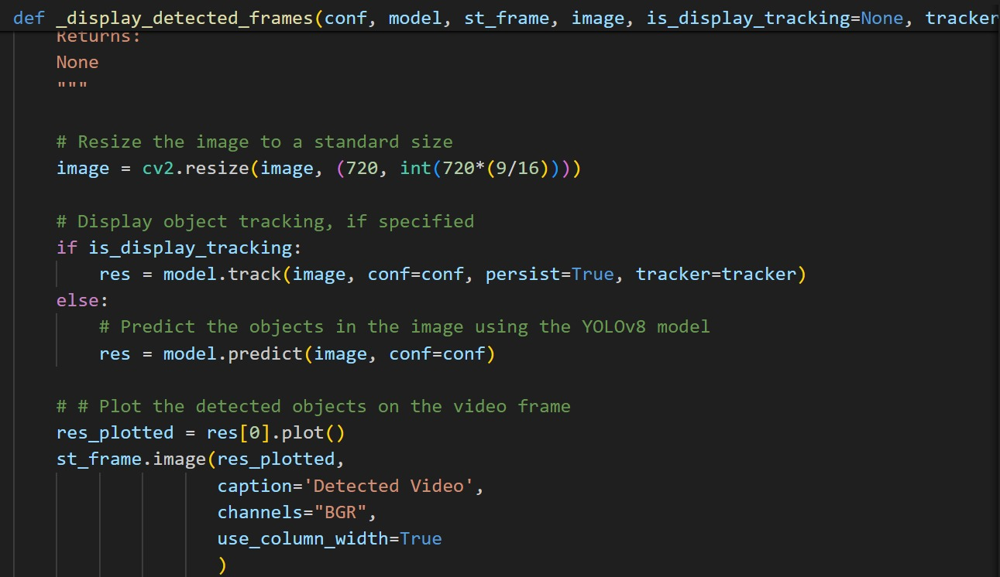 def _display_detected_frames(conf, model, st_frame, image, is_display_tracking=None, tracker
Returns:
None
"""
# Resize the image to a standard size
image = cv2.resize(image, (720, int(720*(9/16))))
# Display object tracking, if specified
if is_display_tracking:
res = model.track(image, conf=conf, persist=True, tracker=tracker)
else:
# Predict the objects in the image using the YOLOv8 model
res = model.predict(image, conf=conf)
# # Plot the detected objects on the video frame
res_plotted = res[0].plot()
st_frame.image(res_plotted,
caption='Detected Video',
channels="BGR",
use_column_width=True
)